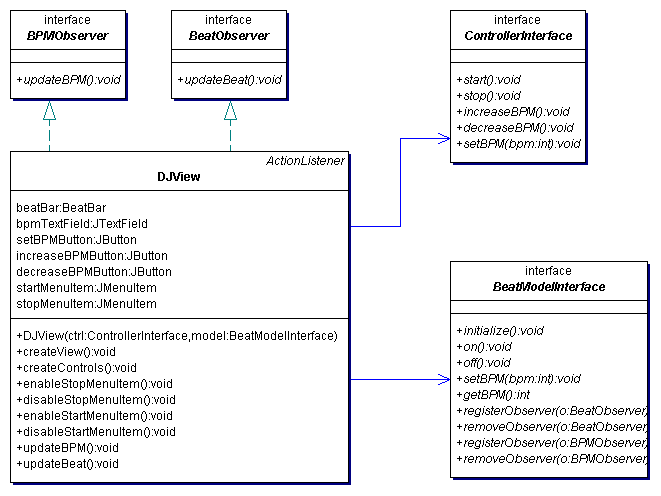 interface
BPMObserver
+updateBPM():void
interface
BeatObserver
+updateBeat():void
interface
ControllerInterface
+start():void
+stop():void
+increaseBPM():void
+decreaseBPM():void
+setBPM(bpm:int):void
ActionListener
DJView
beatBar:BeatBar
bpmTextField:JTextField
setBPMButton:JButton
increaseBPMButton:JButton
decreaseBPMButton:JButton
startMenuItem:JMenuItem
stopMenuItem:JMenuItem
+DJView(ctrl:ControllerInterface,model:BeatModelInterface)
+createView():void
+createControls():void
+enableStopMenuItem():void
+disableStopMenuItem():void
+enableStartMenuItem():void
+disableStartMenuItem():void
+updateBPM():void
+updateBeat():void
interface
BeatModelInterface
+initialize():void
+on():void
+off():void
+setBPM(bpm:int):void
+getBPM():int
+registerObserver(o:BeatObserver)
+removeObserver(o:BeatObserver)
+registerObserver(o:BPMObserver)
+removeObserver(o:BPMObserver)